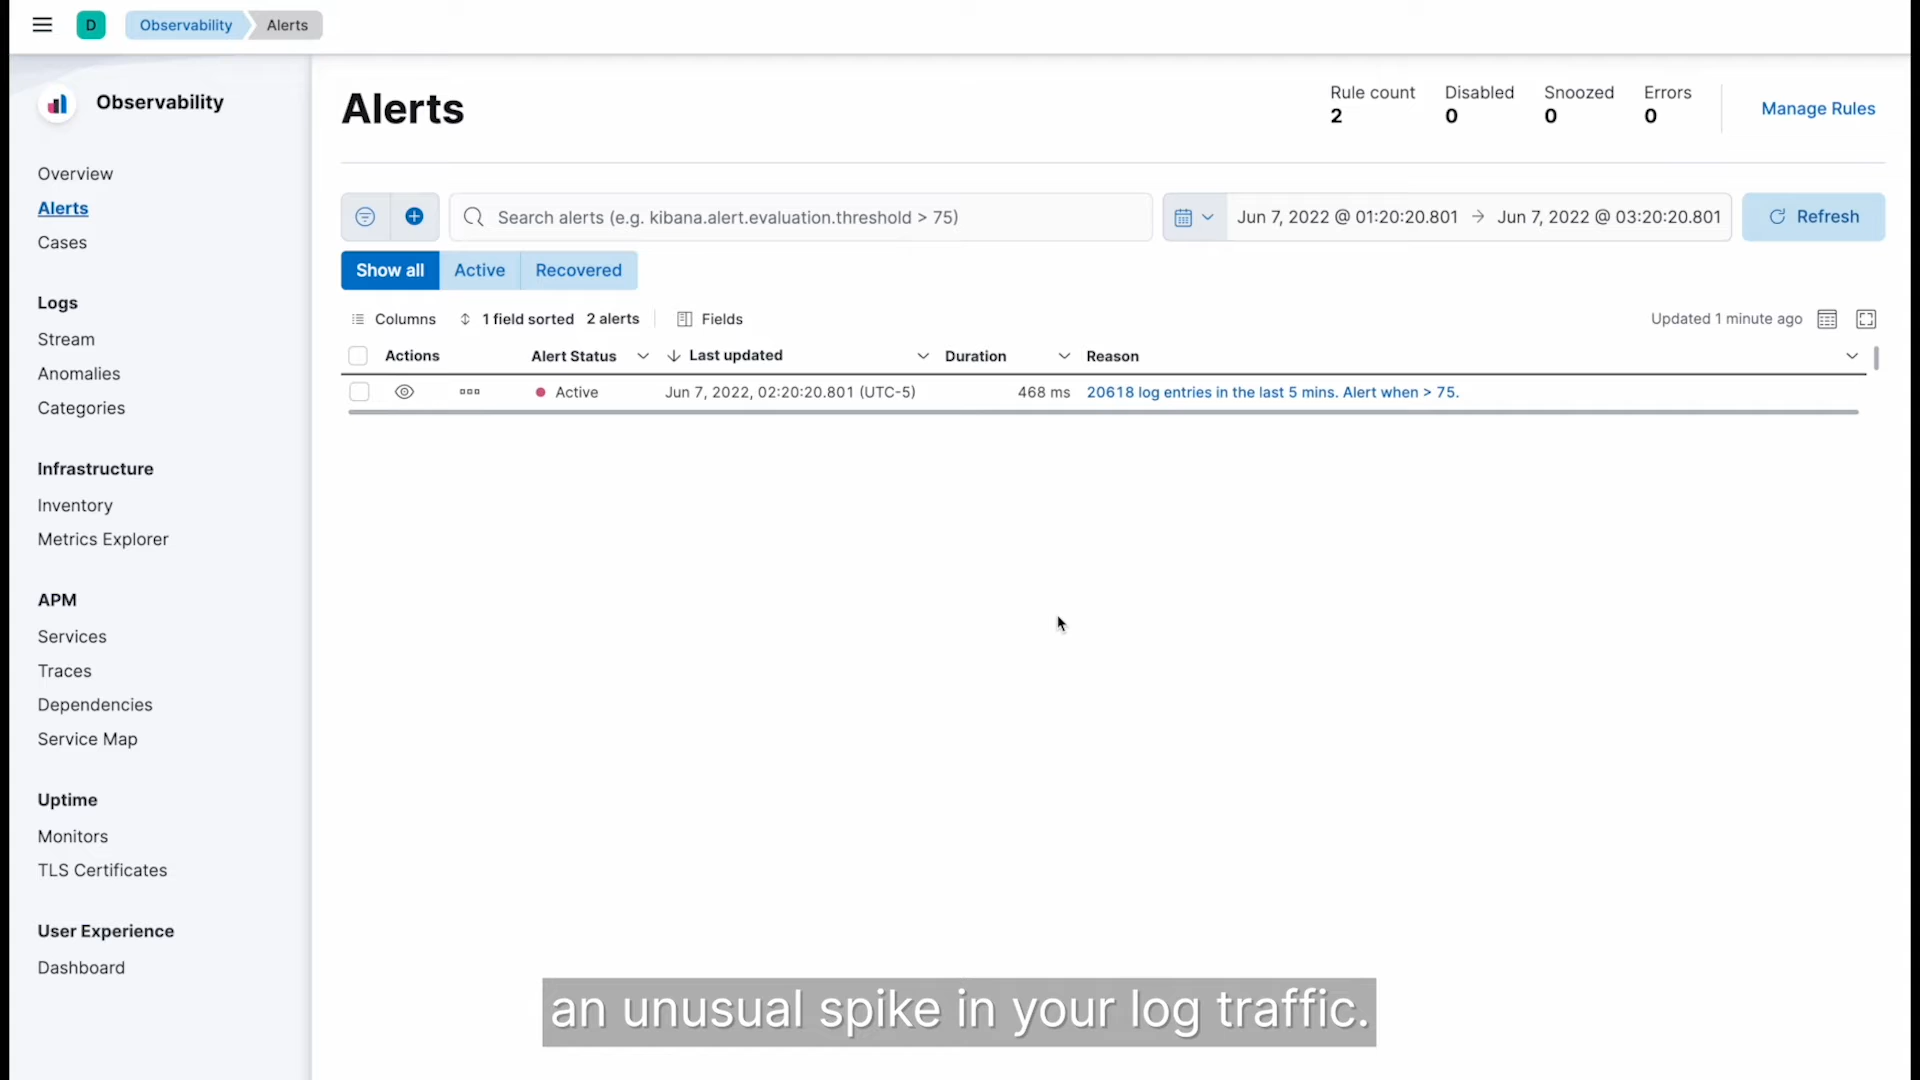 D Observability Alerts
Observability
Overview
Alerts
Cases
Logs
Stream
Anomalies
Categories
Infrastructure
Inventory
Metrics Explorer
APM
Services
Traces
Dependencies
Service Map
Uptime
Monitors
TLS Certificates
User Experience
Dashboard
Alerts
Rule count Disabled Snoozed Errors
2 0 0 0
Manage Rules
Search alerts (e.g. kibana.alert.evaluation.threshold > 75)
Jun 7, 2022 @ 01:20:20.801 → Jun 7, 2022 @ 03:20:20.801
Refresh
Show all Active Recovered
Columns 1 field sorted 2 alerts Fields Updated 1 minute ago
Actions Alert Status Last updated Duration Reason
Active Jun 7, 2022, 02:20:20.801 (UTC-5) 468 ms 20618 log entries in the last 5 mins. Alert when > 75.
an unusual spike in your log traffic.